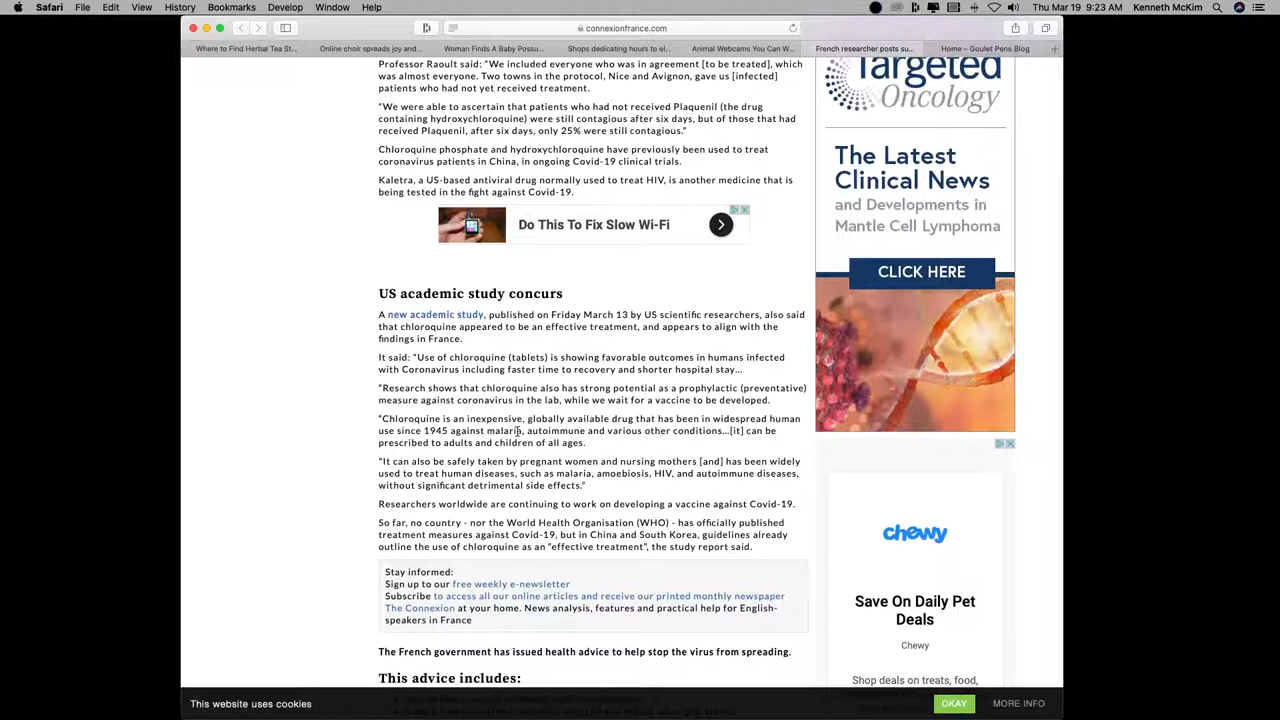 Safari File Edit View History Bookmarks Develop Window Help Thu Mar 19 9:23 AM Kenneth McKim
connexionfrance.com
Where to Find Herbal Tea St... Online choir spreads joy and... Woman Finds A Baby Possu... Shops dedicating hours to el... Animal Webcams You Can W... French researcher posts su... Home – Goulet Pens Blog
Professor Raoult said: “We included everyone who was in agreement [to be treated], which
was almost everyone. Two towns in the protocol, Nice and Avignon, gave us [infected]
patients who had not yet received treatment.
“We were able to ascertain that patients who had not received Plaquenil (the drug
containing hydroxychloroquine) were still contagious after six days, but of those that had
received Plaquenil, after six days, only 25% were still contagious.”
Chloroquine phosphate and hydroxychloroquine have previously been used to treat
coronavirus patients in China, in ongoing Covid-19 clinical trials.
Kaletra, a US-based antiviral drug normally used to treat HIV, is another medicine that is
being tested in the fight against Covid-19.
Do This To Fix Slow Wi-Fi
US academic study concurs
A new academic study, published on Friday March 13 by US scientific researchers, also said
that chloroquine appeared to be an effective treatment, and appears to align with the
findings in France.
It said: “Use of chloroquine (tablets) is showing favorable outcomes in humans infected
with Coronavirus including faster time to recovery and shorter hospital stay...
“Research shows that chloroquine also has strong potential as a prophylactic (preventative)
measure against coronavirus in the lab, while we wait for a vaccine to be developed.
“Chloroquine is an inexpensive, globally available drug that has been in widespread human
use since 1945 against malaria, autoimmune and various other conditions...[it] can be
prescribed to adults and children of all ages.
“It can also be safely taken by pregnant women and nursing mothers [and] has been widely
used to treat human diseases, such as malaria, amoebiosis, HIV, and autoimmune diseases,
without significant detrimental side effects.”
Researchers worldwide are continuing to work on developing a vaccine against Covid-19.
So far, no country - nor the World Health Organisation (WHO) - has officially published
treatment measures against Covid-19, but in China and South Korea, guidelines already
outline the use of chloroquine as an “effective treatment”, the study report said.
Stay informed:
Sign up to our free weekly e-newsletter
Subscribe to access all our online articles and receive our printed monthly newspaper
The Connexion at your home. News analysis, features and practical help for English-
speakers in France
The French government has issued health advice to help stop the virus from spreading.
This advice includes:
Targeted
Oncology
The Latest
Clinical News
and Developments in
Mantle Cell Lymphoma
CLICK HERE
chewy
Save On Daily Pet
Deals
Chewy
Shop deals on treats, food,
This website uses cookies
OKAY
MORE INFO